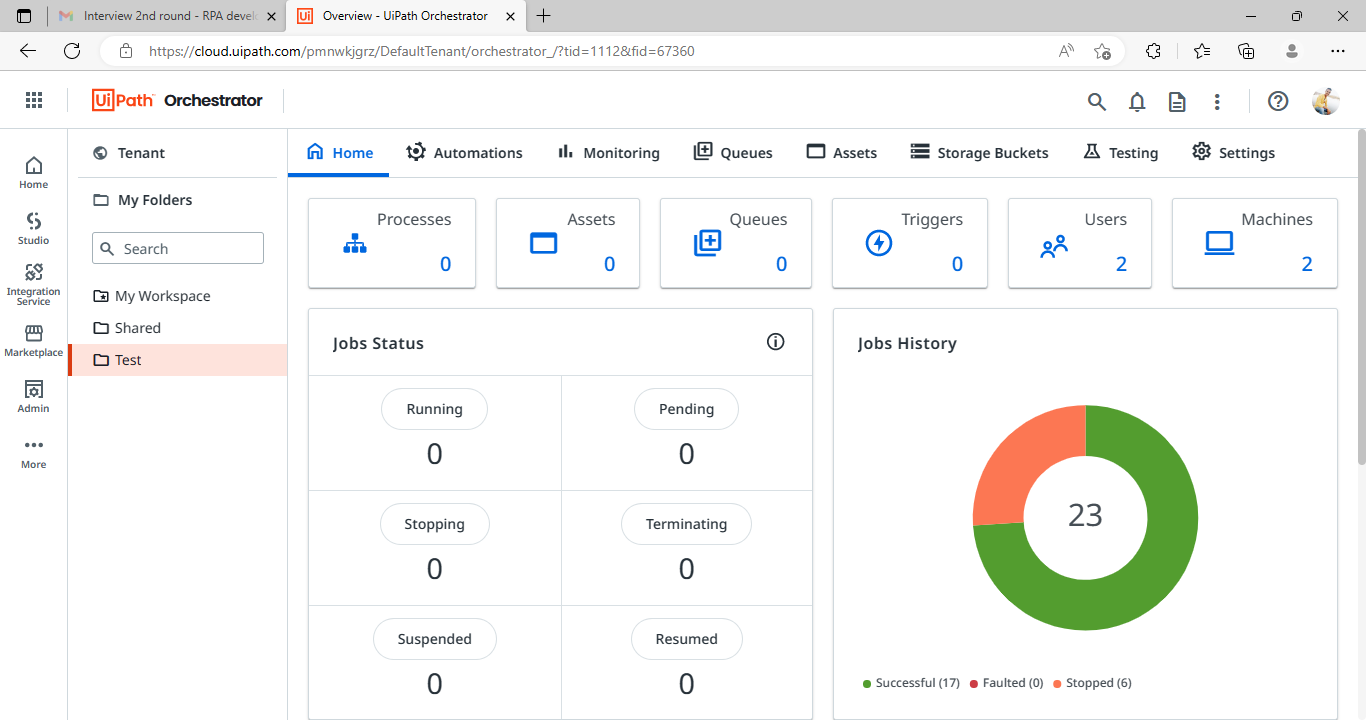 Interview 2nd round - RPA devel
Overview - UiPath Orchestrator
https://cloud.uipath.com/pmnwkjgrz/DefaultTenant/orchestrator_/?tid=1112&fid=67360
UiPath Orchestrator
Home
Studio
Integration
Service
Marketplace
Admin
More
Tenant
My Folders
Search
My Workspace
Shared
Test
Home Automations Monitoring Queues Assets Storage Buckets Testing Settings
Processes
0
Assets
0
Queues
0
Triggers
0
Users
2
Machines
2
Jobs Status
Running
0
Pending
0
Stopping
0
Terminating
0
Suspended
0
Resumed
0
Jobs History
23
Successful (17) Faulted (0) Stopped (6)